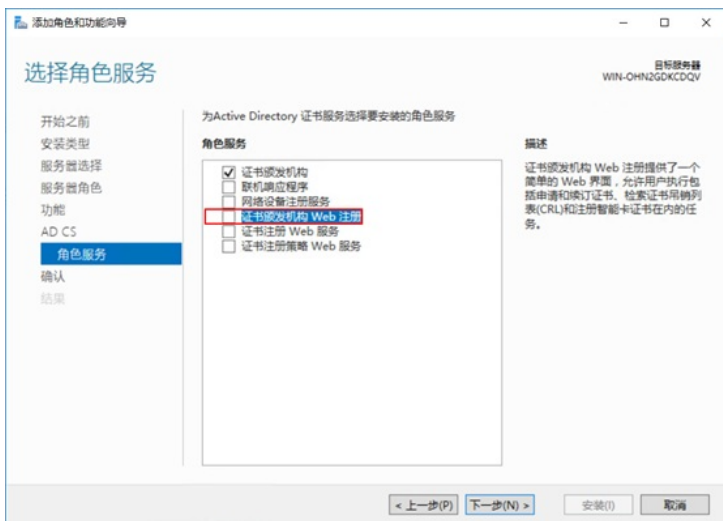 添加角色和功能向导
选择角色服务
目标服务器
WIN-OHN2GDKCDQV
开始之前
安装类型
服务器选择
服务器角色
功能
AD CS
角色服务
确认
结果
为Active Directory 证书服务选择要安装的角色服务
角色服务
证书颁发机构
联机响应程序
网络设备注册服务
证书颁发机构 Web 注册
证书注册 Web 服务
证书注册策略 Web 服务
描述
证书颁发机构 Web 注册提供了一个
简单的 Web 界面，允许用户执行包
括申请和续订证书、检索证书吊销列
表(CRL)和注册智能卡证书在内的任
务。
< 上一步(P)
下一步(N) >
安装(I)
取消